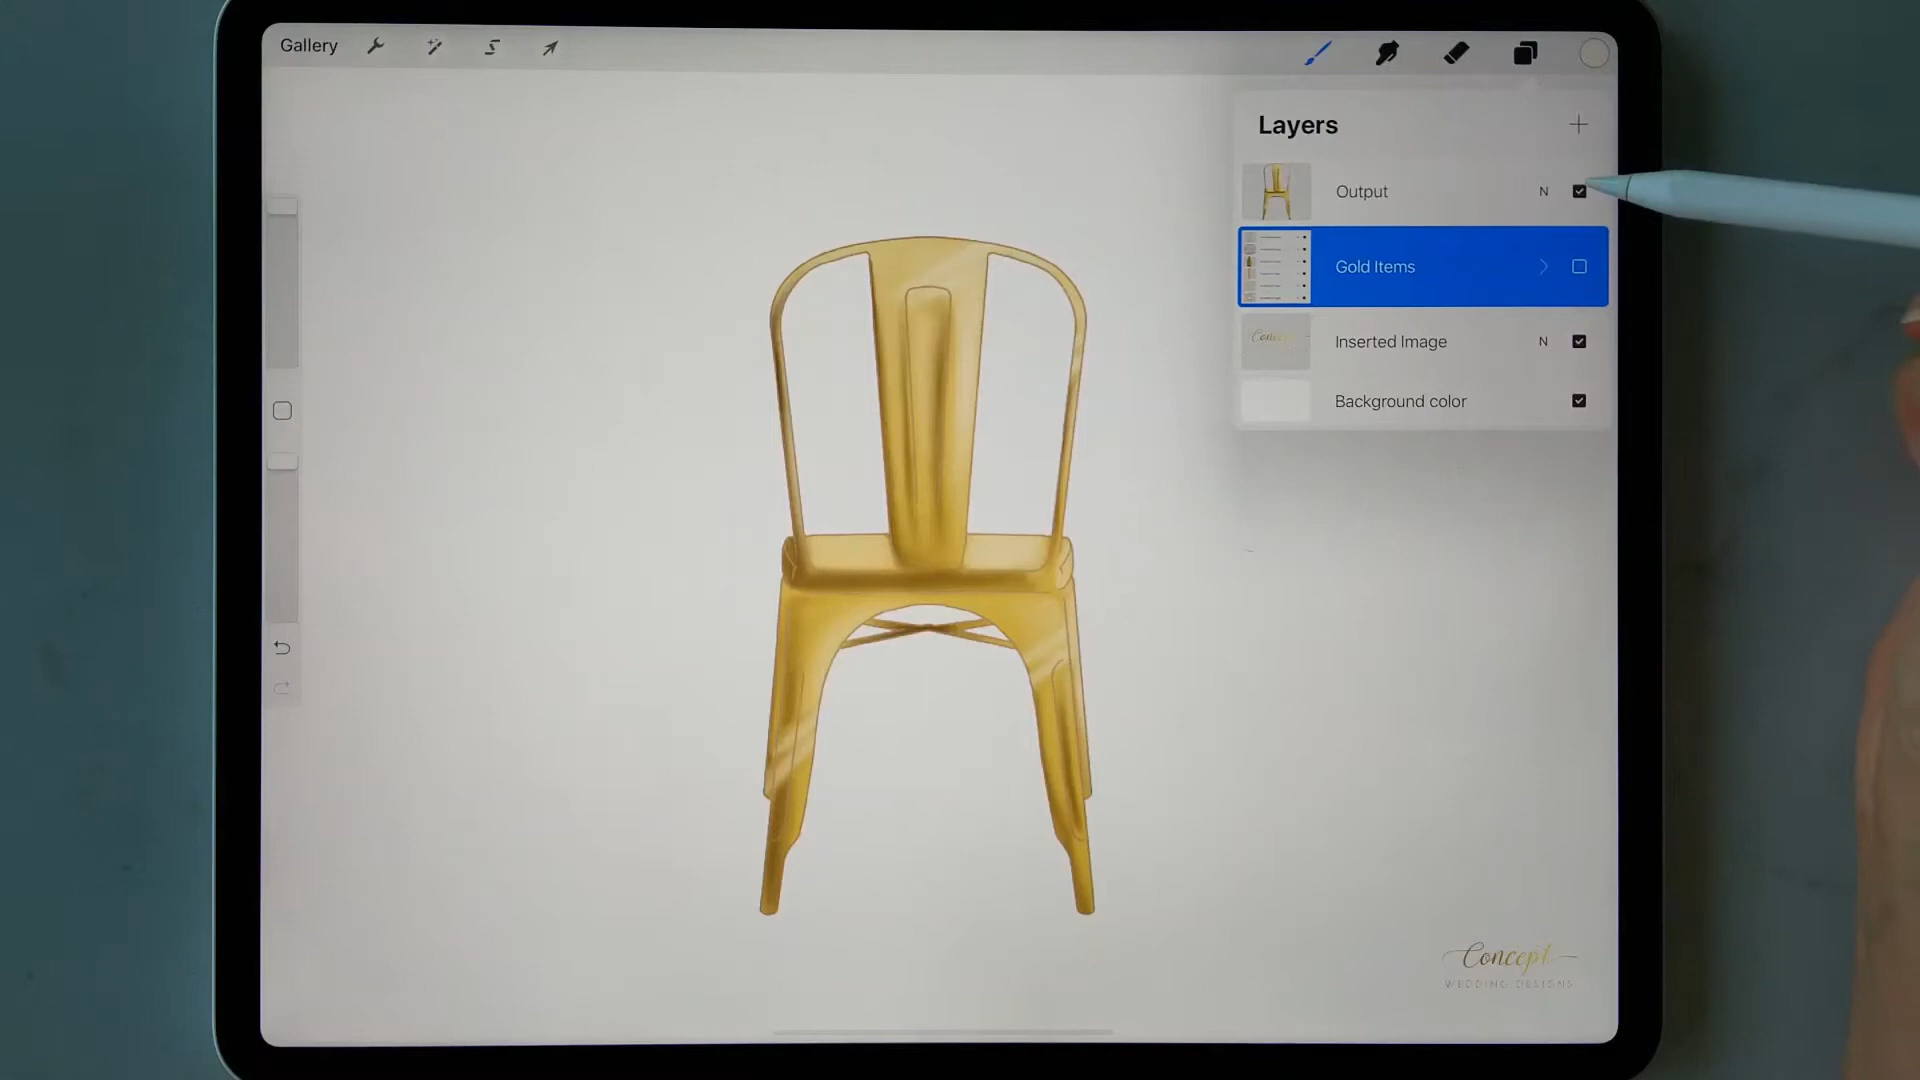 Gallery
Layers
Output N
Gold Items
Inserted Image N
Background color
Concept
WEDDING DESIGNS